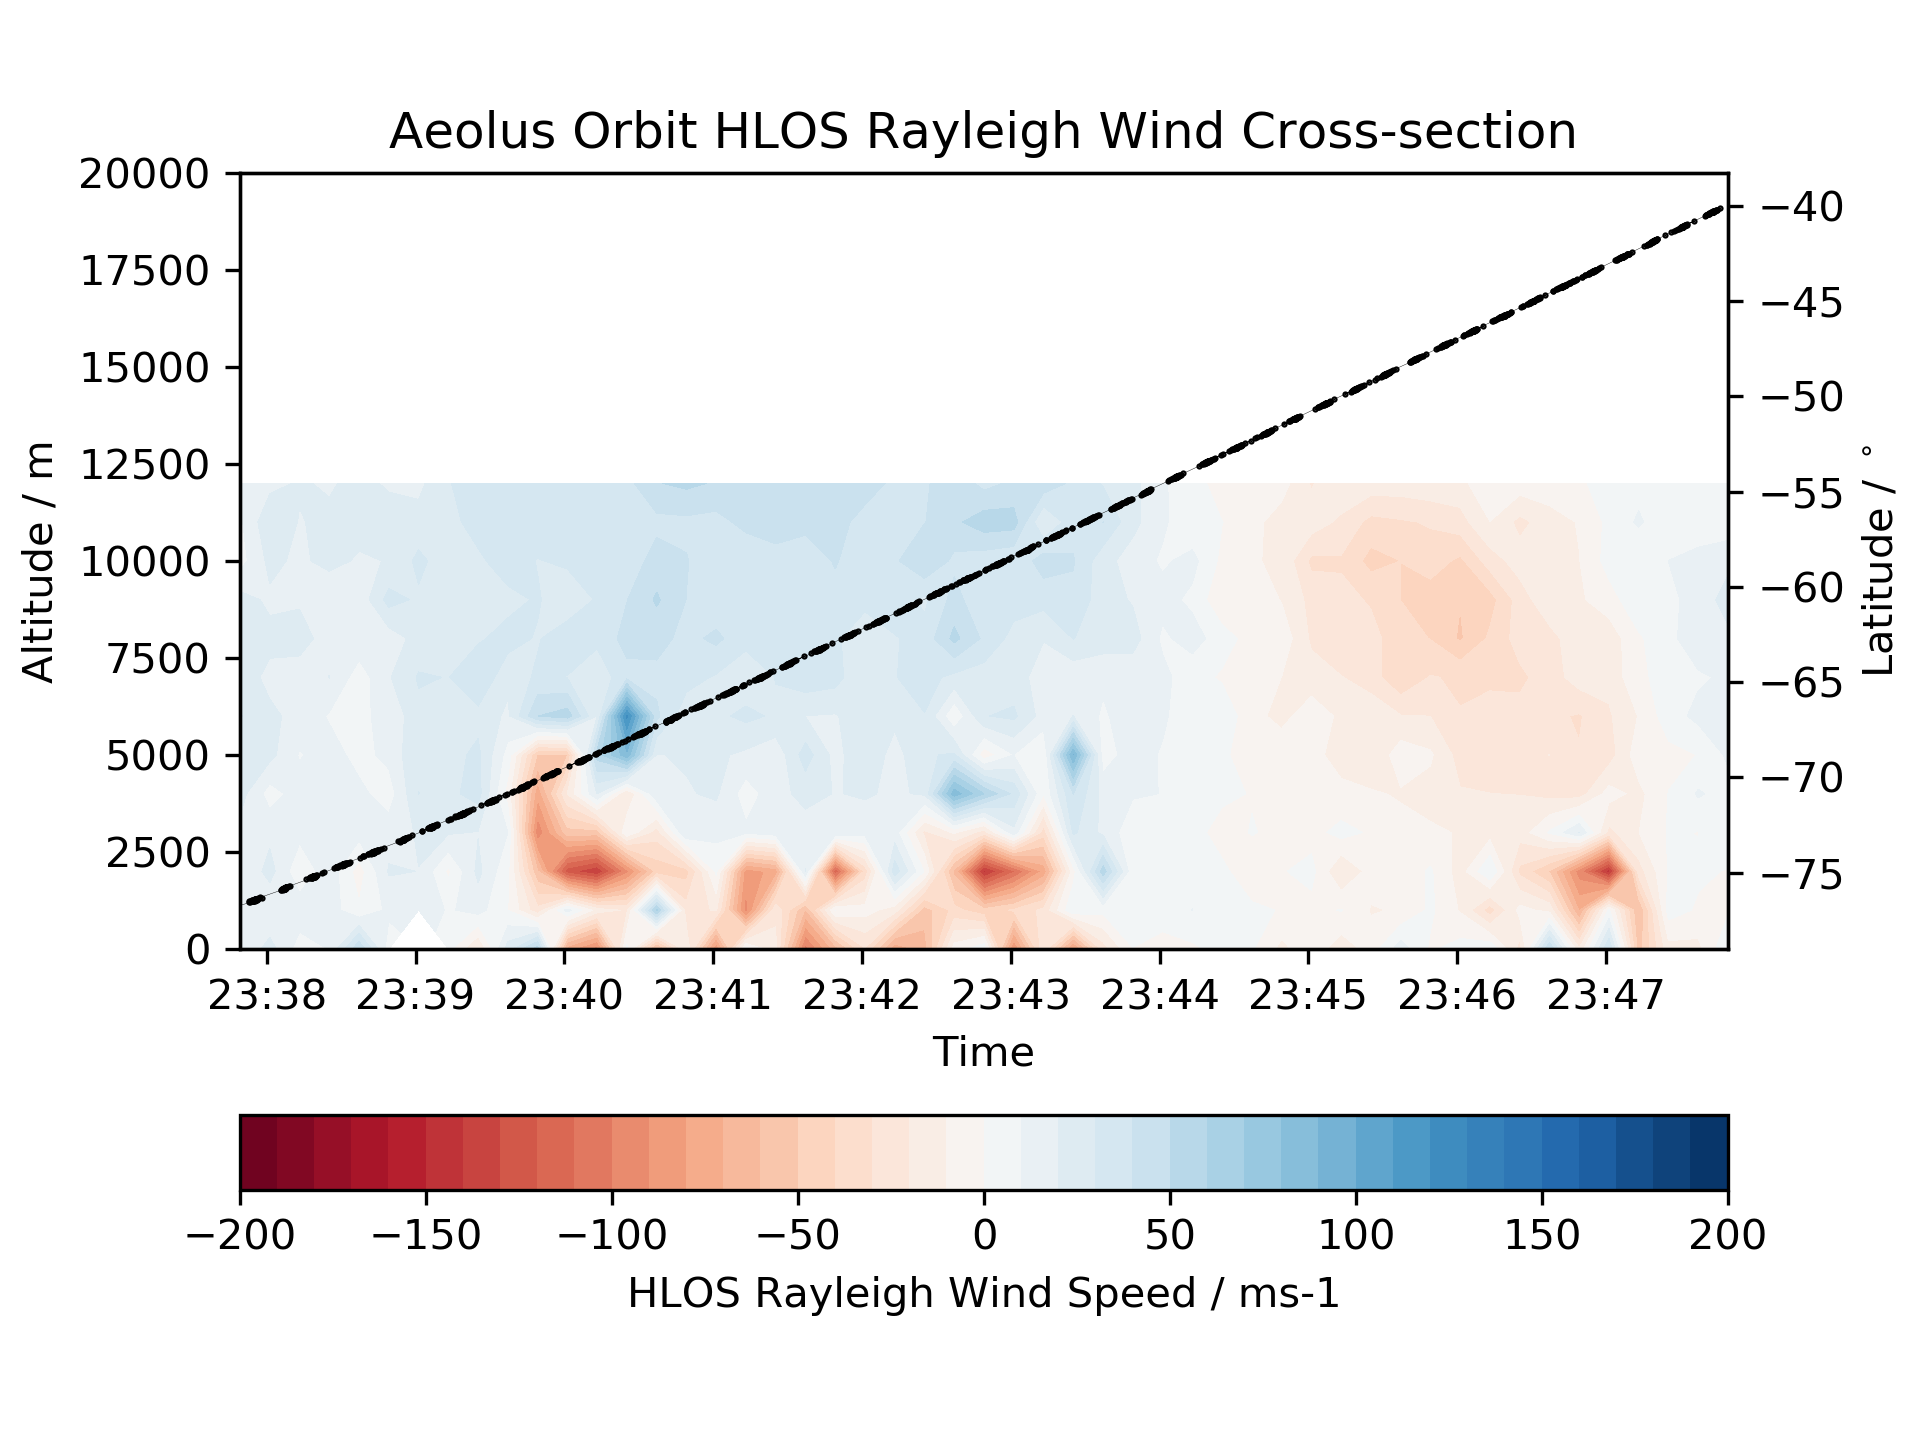 Aeolus Orbit HLOS Rayleigh Wind Cross-section
20000
17500
15000
12500
10000
7500
5000
2500
0
Altitude / m
−40
−45
−50
−55
−60
−65
−70
−75
Latitude / °
23:38 23:39 23:40 23:41 23:42 23:43 23:44 23:45 23:46 23:47
Time
−200 −150 −100 −50 0 50 100 150 200
HLOS Rayleigh Wind Speed / ms-1